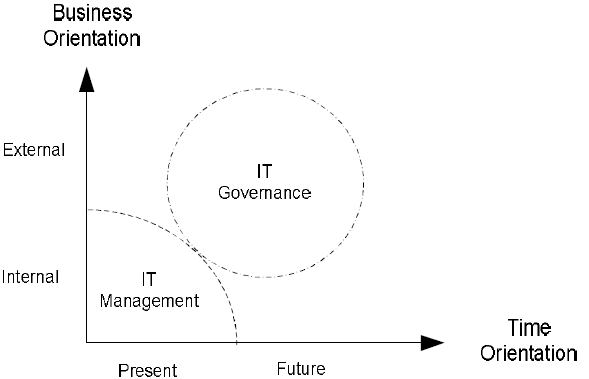 Business
Orientation
External
IT
Governance
Internal
IT
Management
Time
Orientation
Present
Future